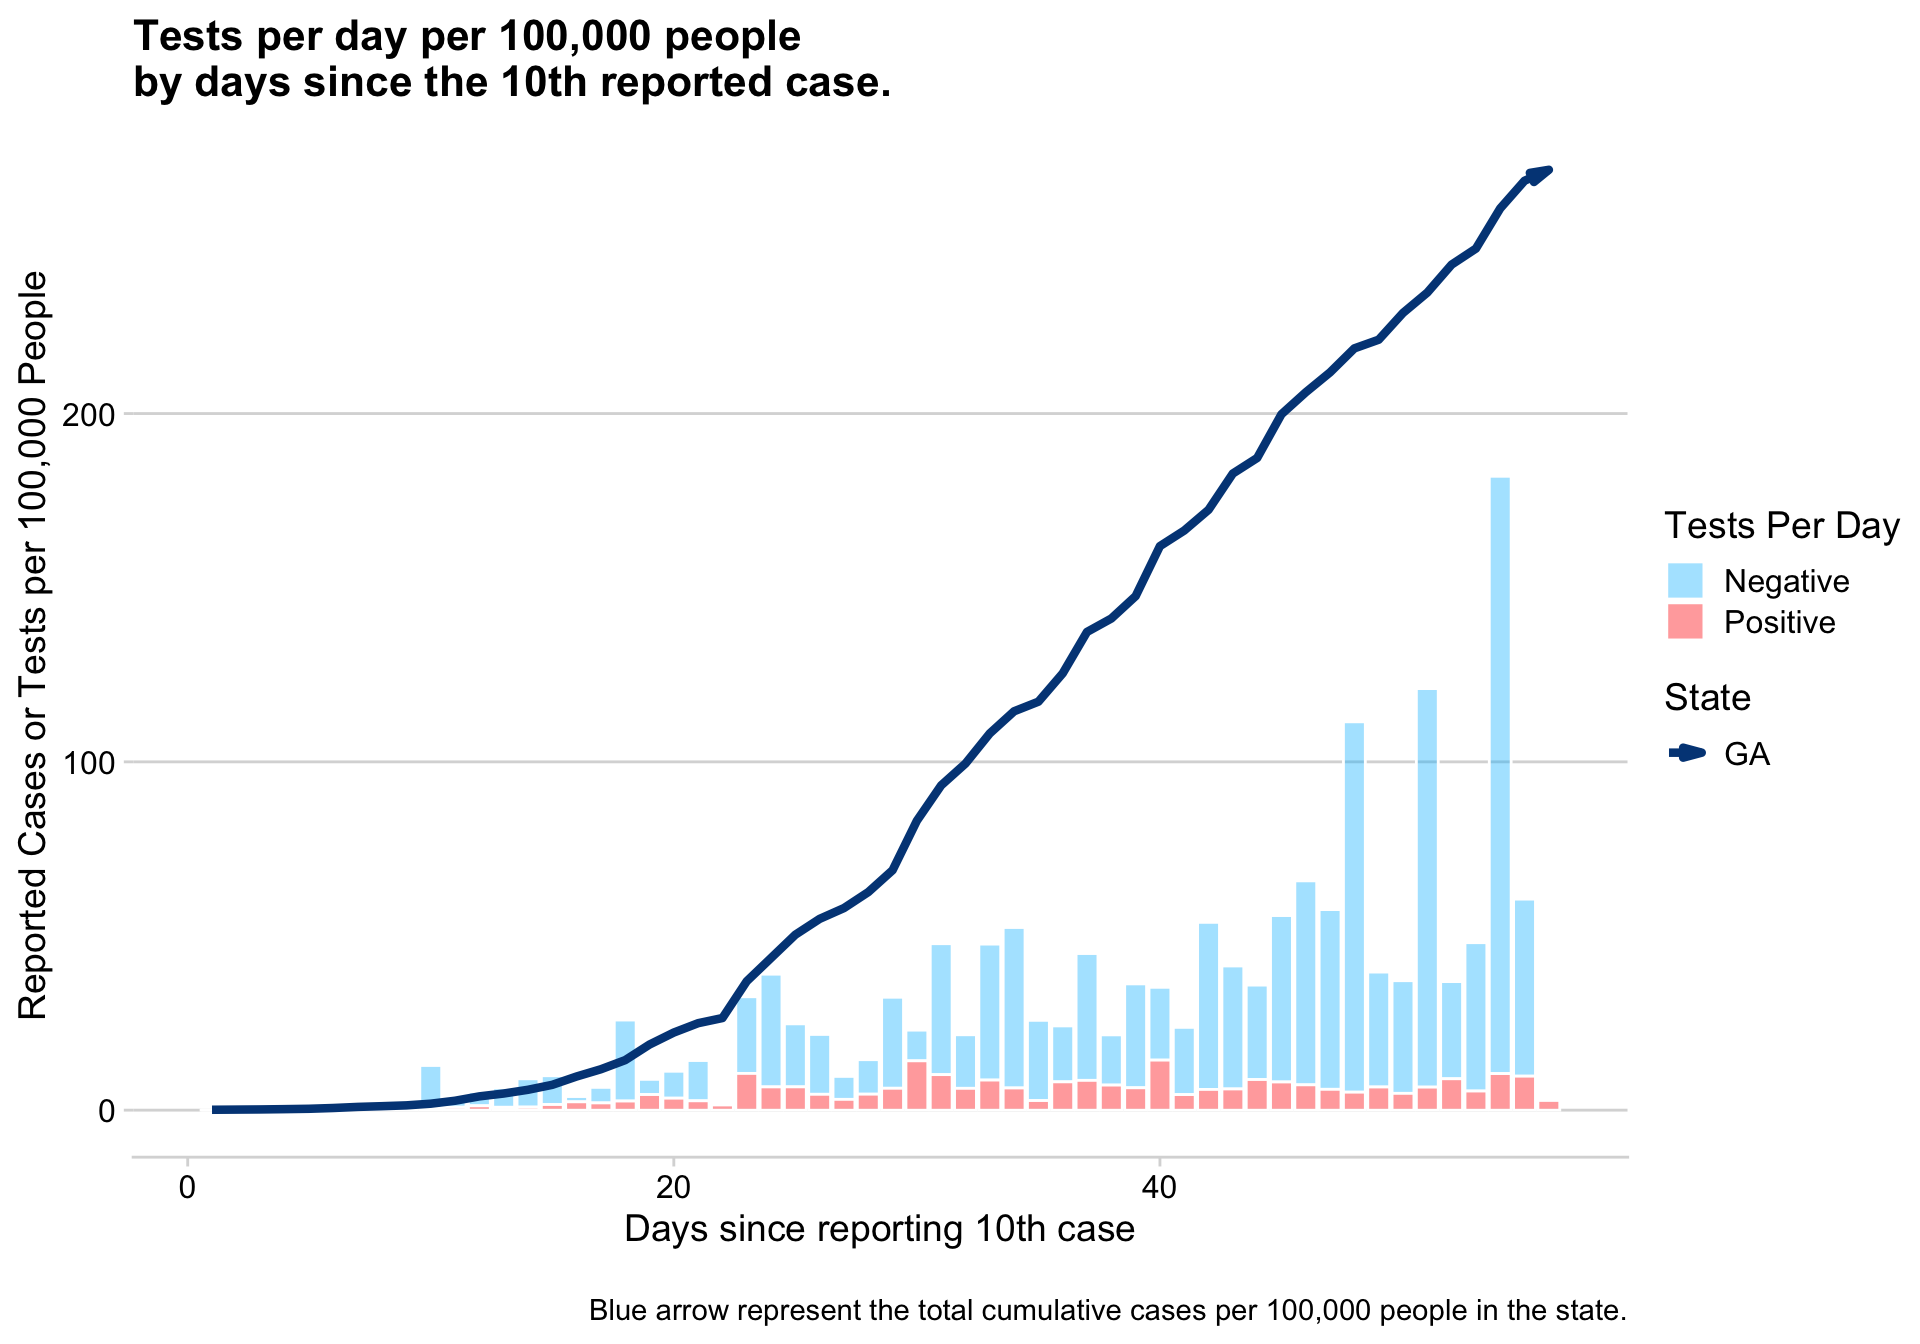 Tests per day per 100,000 people
by days since the 10th reported case.
Reported Cases or Tests per 100,000 People
200
100
0
0
20
40
Days since reporting 10th case
Tests Per Day
Negative
Positive
State
GA
Blue arrow represent the total cumulative cases per 100,000 people in the state.